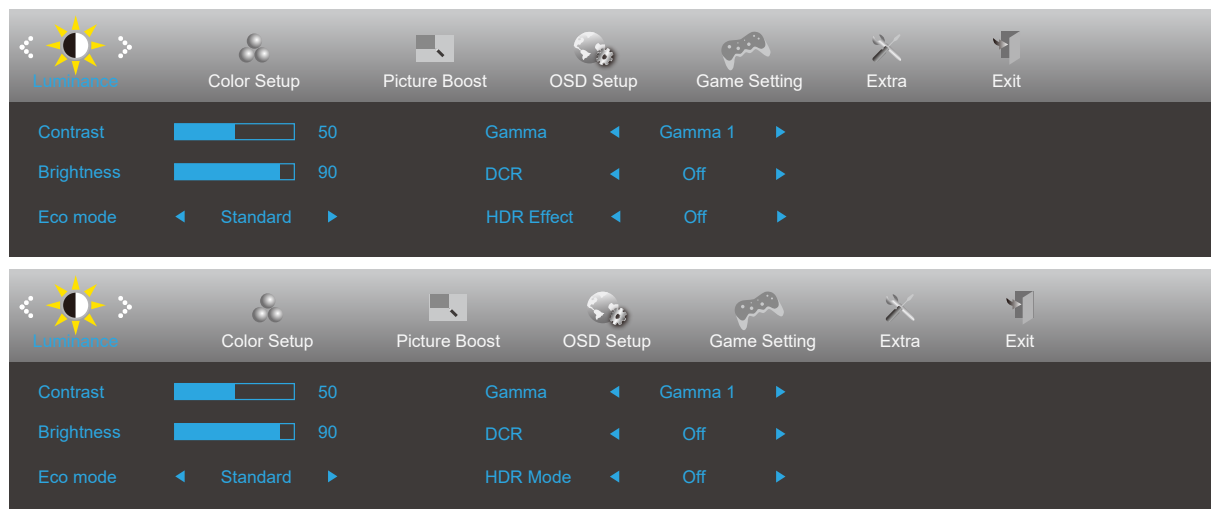 Luminance Color Setup Picture Boost OSD Setup Game Setting Extra Exit
Contrast 50 Gamma Gamma 1
Brightness 90 DCR Off
Eco mode Standard HDR Effect Off
Luminance Color Setup Picture Boost OSD Setup Game Setting Extra Exit
Contrast 50 Gamma Gamma 1
Brightness 90 DCR Off
Eco mode Standard HDR Mode Off